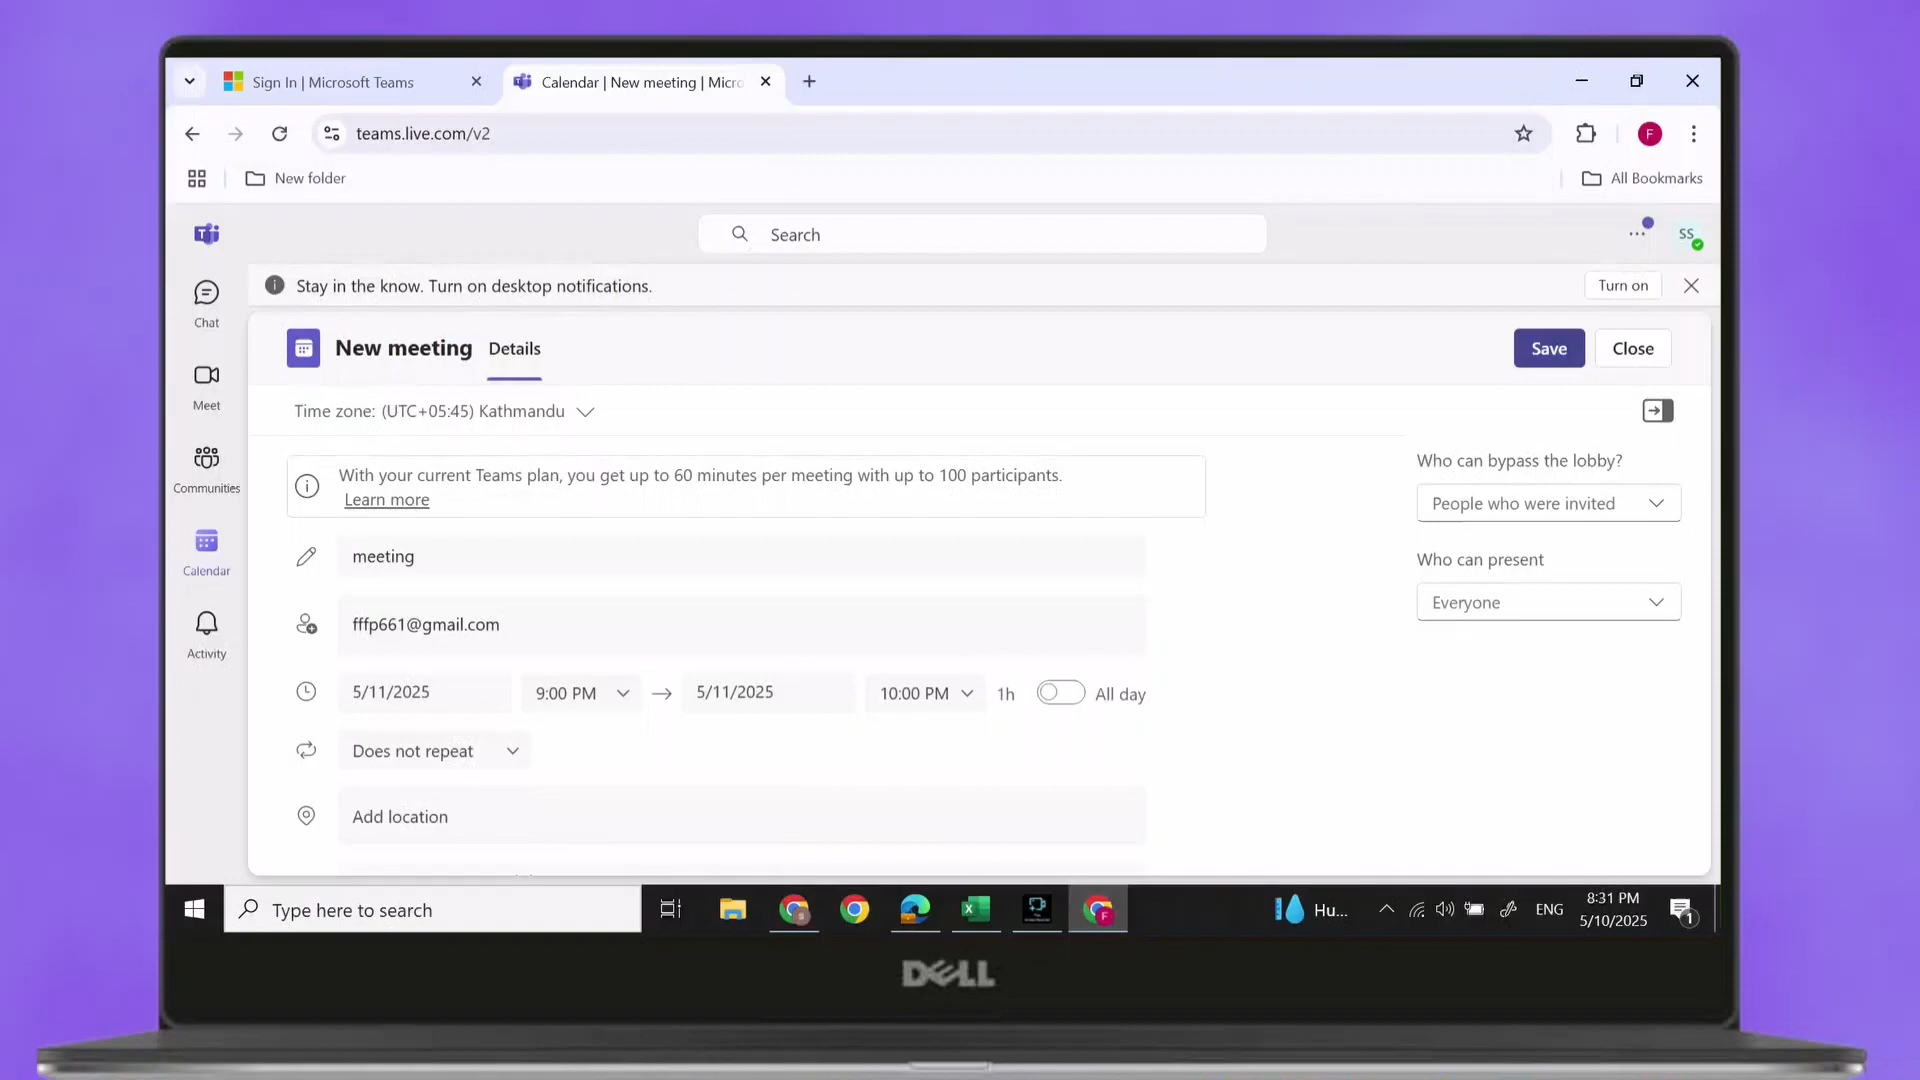 Sign In | Microsoft Teams
Calendar | New meeting | Micro
teams.live.com/v2
F
New folder
All Bookmarks
Search
SS
Stay in the know. Turn on desktop notifications.
Turn on
Chat
New meeting
Details
Save
Close
Meet
Time zone: (UTC+05:45) Kathmandu
Communities
With your current Teams plan, you get up to 60 minutes per meeting with up to 100 participants.
Learn more
Who can bypass the lobby?
People who were invited
Calendar
meeting
Who can present
Everyone
Activity
fffp661@gmail.com
5/11/2025 9:00 PM → 5/11/2025 10:00 PM 1h All day
Does not repeat
Add location
Type here to search
Hu...
ENG
8:31 PM
5/10/2025
1
DELL